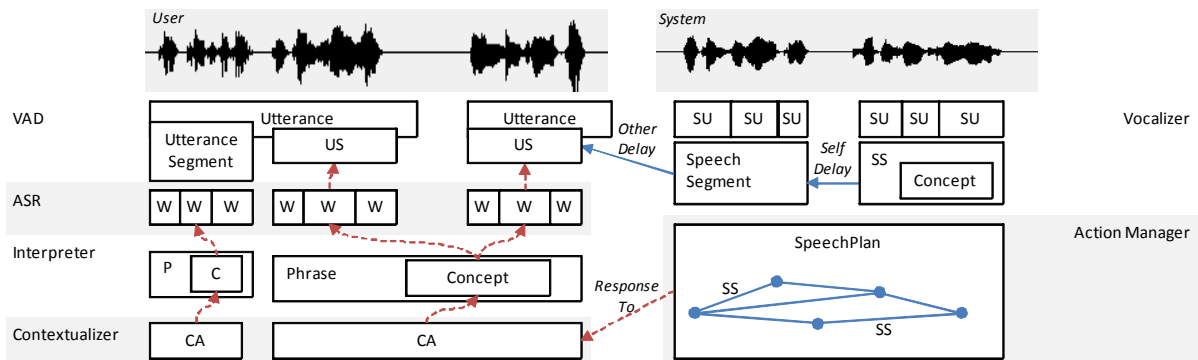 User
System
VAD
Utterance
Utterance
SU
SU
SU
SU
SU
SU
Vocalizer
Utterance
Segment
US
US
Other
Delay
Speech
Segment
Self
Delay
SS
Concept
ASR
W
W
W
W
W
W
W
W
W
Interpreter
P
C
Phrase
Concept
Response
To
SpeechPlan
SS
SS
Action Manager
Contextualizer
CA
CA